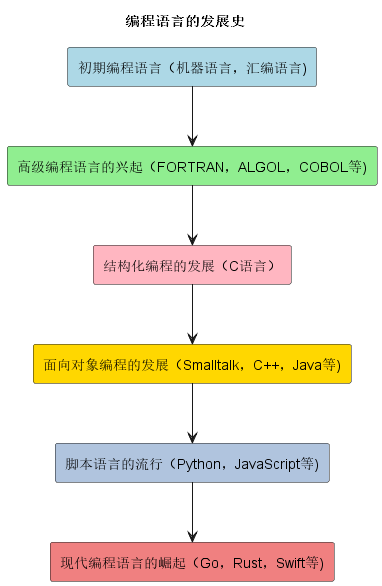 编程语言的发展史
初期编程语言（机器语言，汇编语言)
高级编程语言的兴起（FORTRAN，ALGOL，COBOL等)
结构化编程的发展（C语言）
面向对象编程的发展（Smalltalk，C++，Java等)
脚本语言的流行（Python，JavaScript等)
现代编程语言的崛起（Go，Rust，Swift等)